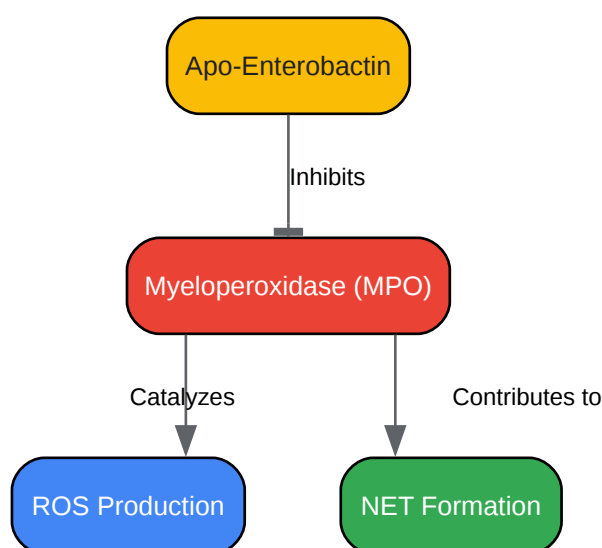 Apo-Enterobactin
Inhibits
Myeloperoxidase (MPO)
Catalyzes
Contributes to
ROS Production
NET Formation